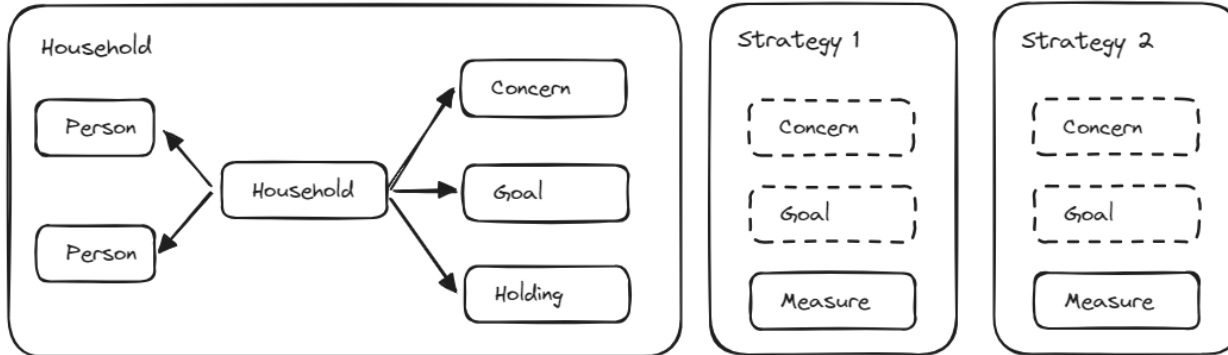 Household
Person
Person
Household
Concern
Goal
Holding
Strategy 1
Concern
Goal
Measure
Strategy 2
Concern
Goal
Measure